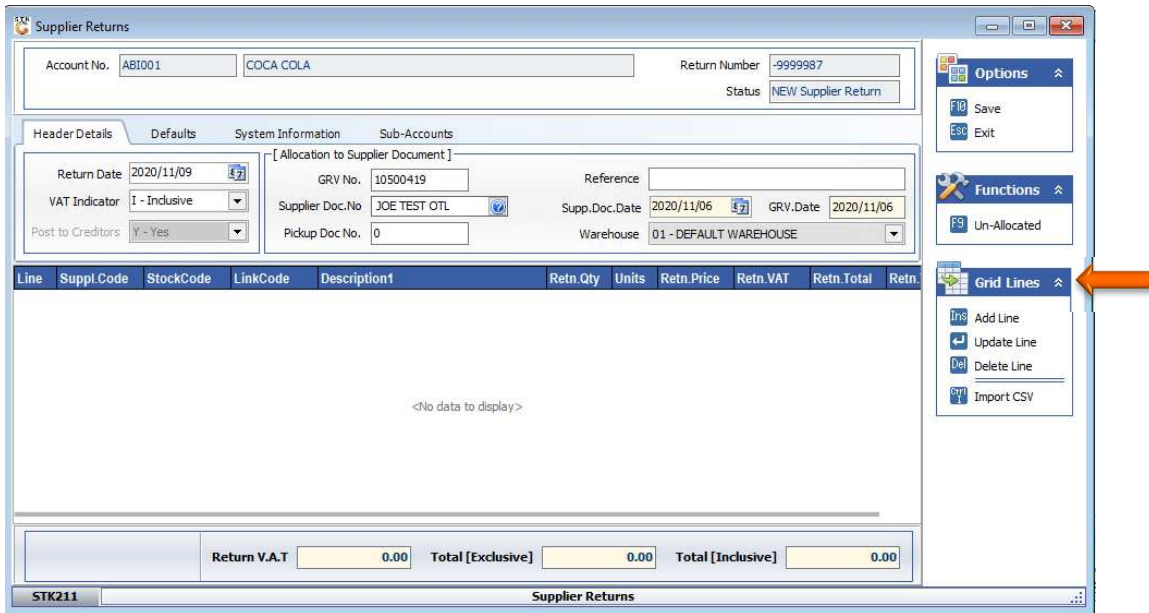 STK
Supplier Returns
Account No. ABI001 COCA COLA Return Number -9999987
Status NEW Supplier Return
Header Details Defaults System Information Sub-Accounts
[ Allocation to Supplier Document ]
Return Date 2020/11/09 GRV No. 10500419 Reference
VAT Indicator I - Inclusive Supplier Doc.No JOE TEST OTL Supp.Doc.Date 2020/11/06 GRV.Date 2020/11/06
Post to Creditors Y - Yes Pickup Doc No. 0 Warehouse 01 - DEFAULT WAREHOUSE
Line Suppl.Code StockCode LinkCode Description1 Retn.Qty Units Retn.Price Retn.VAT Retn.Total Retn.
<No data to display>
Return V.A.T 0.00 Total [Exclusive] 0.00 Total [Inclusive] 0.00
STK211 Supplier Returns
Options
F10 Save
Esc Exit
Functions
F9 Un-Allocated
Grid Lines
Ins Add Line
Update Line
Del Delete Line
Ctrl I Import CSV